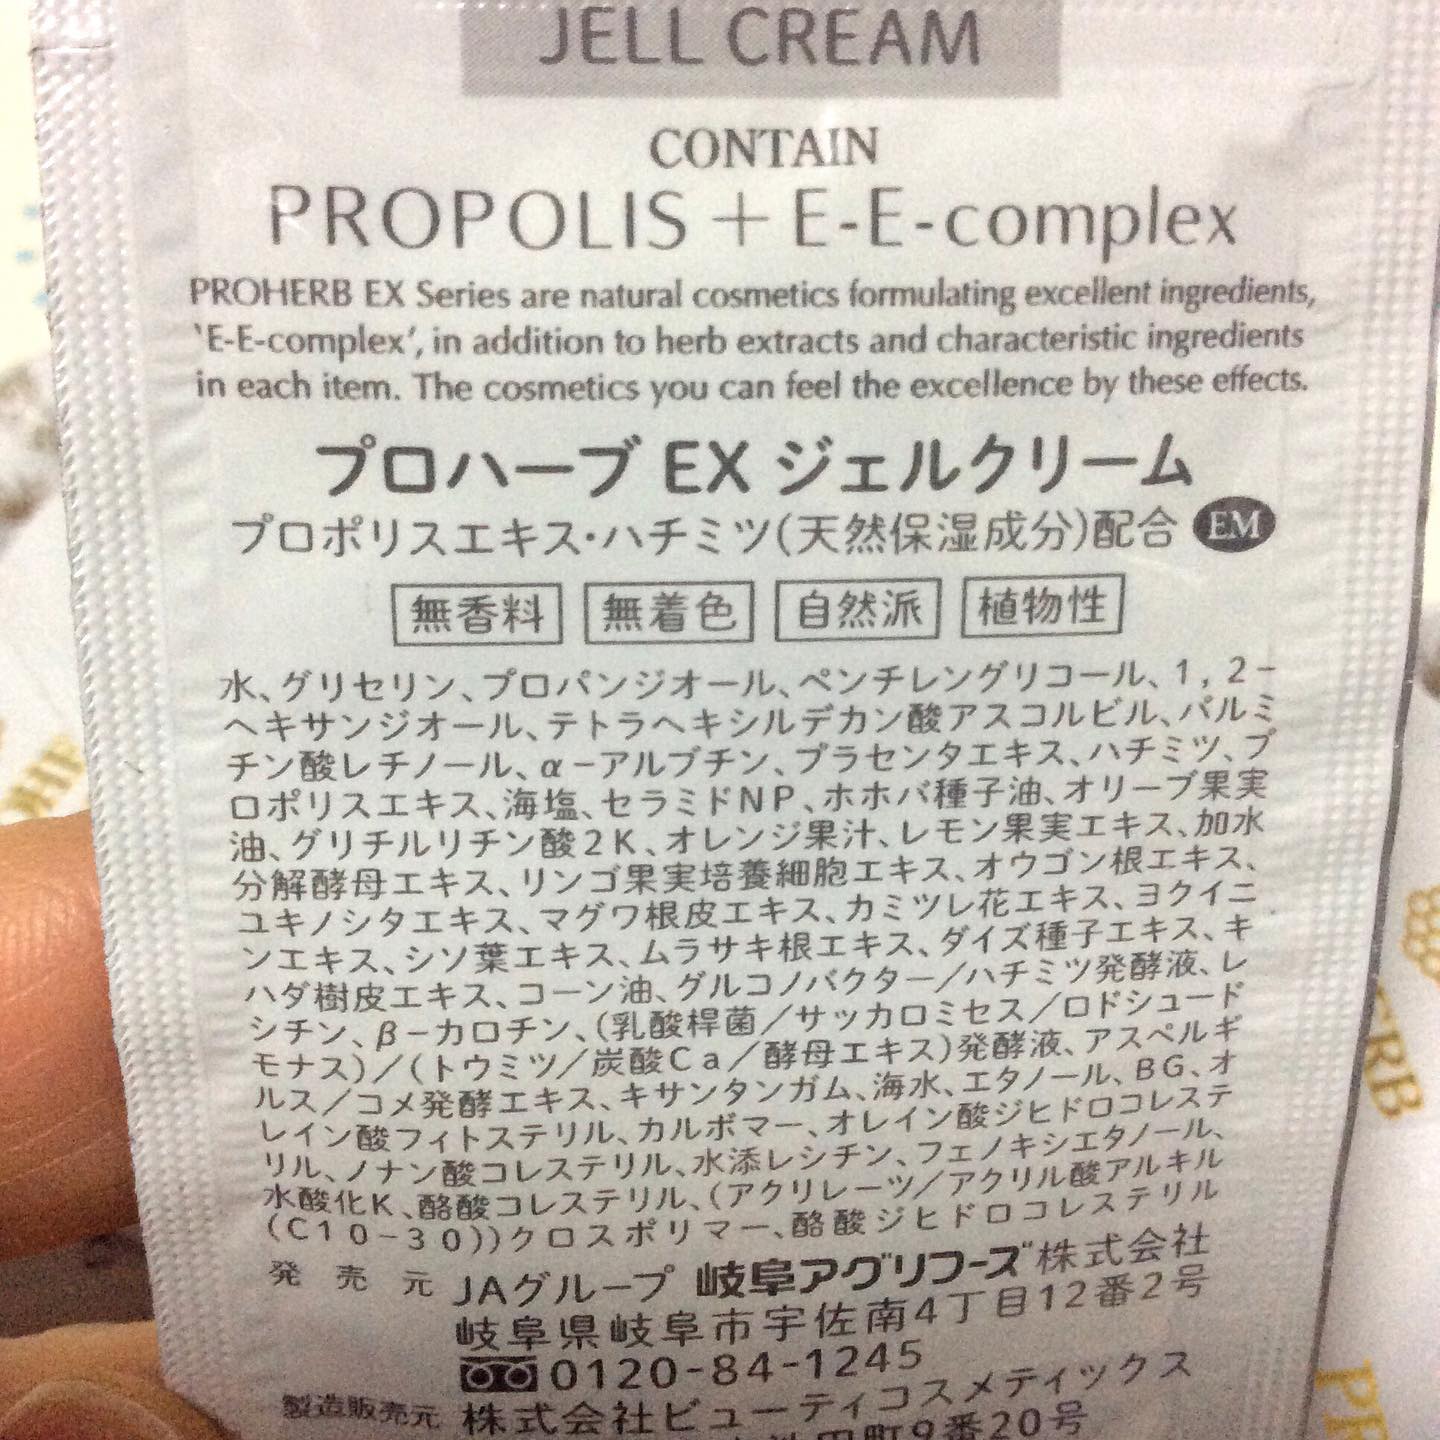 JELL CREAM
CONTAIN
PROPOLIS + E-E-complex
PROHERB EX Series are natural cosmetics formulating excellent ingredients,
‘E-E-complex’, in addition to herb extracts and characteristic ingredients
in each item. The cosmetics you can feel the excellence by these effects.
プロハーブ EX ジェルクリーム
プロポリスエキス・ハチミツ(天然保湿成分)配合 EM
無香料 無着色 自然派 植物性
水、グリセリン、プロパンジオール、ペンチレングリコール、1,2-
ヘキサンジオール、テトラヘキシルデカン酸アスコルビル、パルミ
チン酸レチノール、α-アルブチン、プラセンタエキス、ハチミツ、プ
ロポリスエキス、海塩、セラミドNP、ホホバ種子油、オリーブ果実
油、グリチルリチン酸2K、オレンジ果汁、レモン果実エキス、加水
分解酵母エキス、リンゴ果実培養細胞エキス、オウゴン根エキス、
ユキノシタエキス、マグワ根皮エキス、カミツレ花エキス、ヨクイニ
ンエキス、シソ葉エキス、ムラサキ根エキス、ダイズ種子エキス、キ
ハダ樹皮エキス、コーン油、グルコノバクター/ハチミツ発酵液、レ
シチン、β-カロチン、(乳酸桿菌/サッカロミセス/ロドシュード
モナス)/(トウミツ/炭酸Ca/酵母エキス)発酵液、アスペルギ
ルス/コメ発酵エキス、キサンタンガム、海水、エタノール、BG、オ
レイン酸フィトステリル、カルボマー、オレイン酸ジヒドロコレステ
リル、ノナン酸コレステリル、水添レシチン、フェノキシエタノール、
水酸化K、酪酸コレステリル、(アクリレーツ/アクリル酸アルキル
(C10-30))クロスポリマー、酪酸ジヒドロコレステリル
発売元 JAグループ 岐阜アグリフーズ株式会社
岐阜県岐阜市宇佐南4丁目12番2号
0120-84-1245
製造販売元 株式会社ビューティコスメティックス
町9番20号
PR
ERB